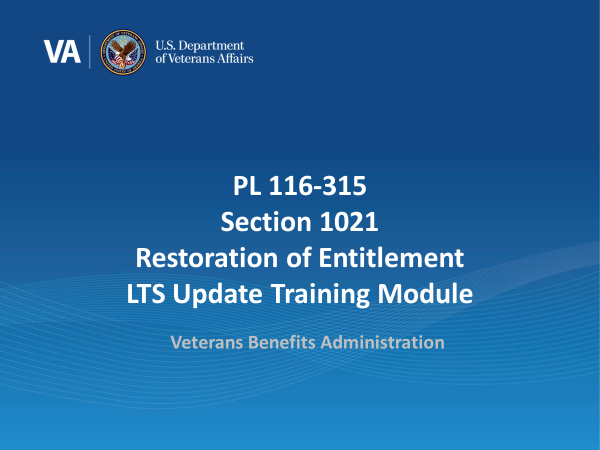 VA
U.S. Department
of Veterans Affairs
PL 116-315
Section 1021
Restoration of Entitlement
LTS Update Training Module
Veterans Benefits Administration